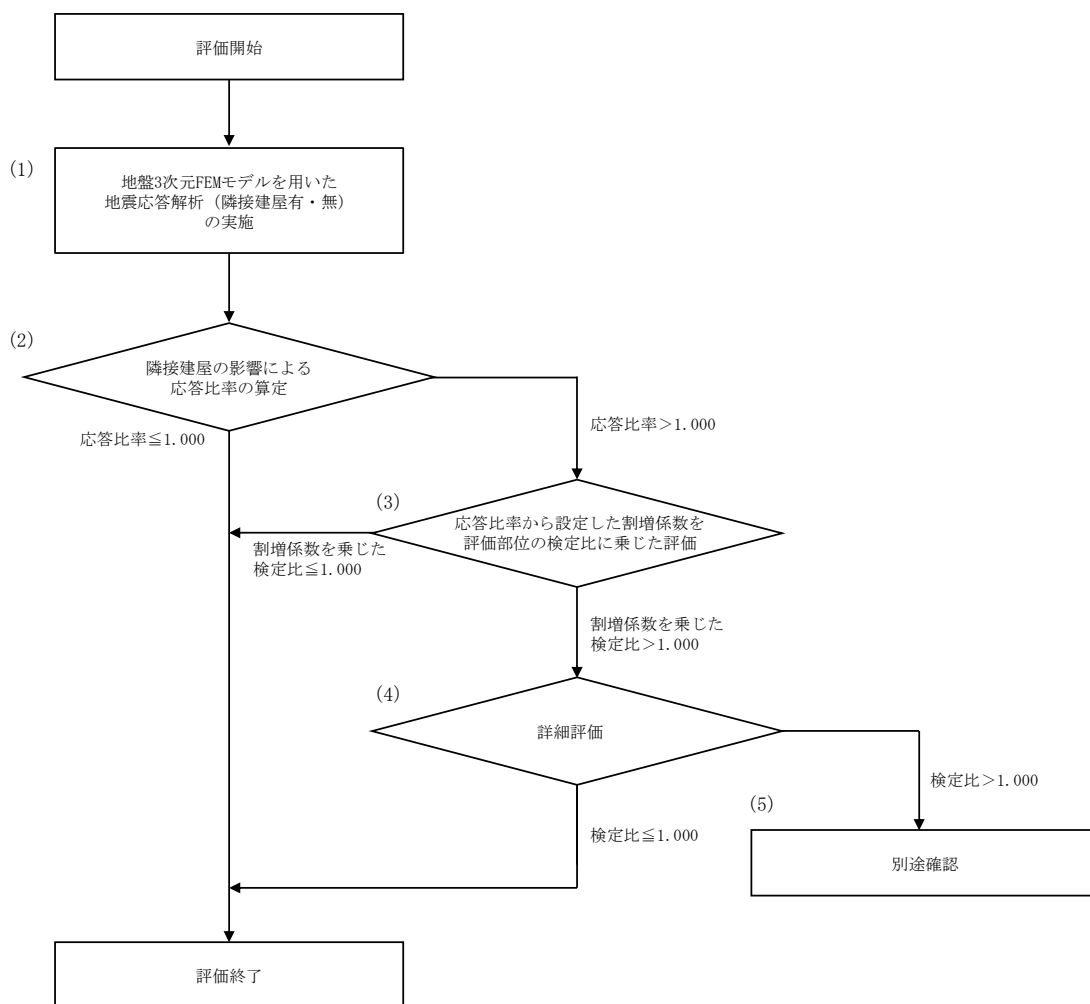 評価開始
(1)
地盤3次元FEMモデルを用いた
地震応答解析（隣接建屋有・無）
の実施
(2)
隣接建屋の影響による
応答比率の算定
応答比率≦1.000
応答比率＞1.000
(3)
応答比率から設定した割増係数を
評価部位の検定比に乗じた評価
割増係数を乗じた
検定比≦1.000
割増係数を乗じた
検定比＞1.000
(4)
詳細評価
検定比＞1.000
(5)
検定比≦1.000
別途確認
評価終了